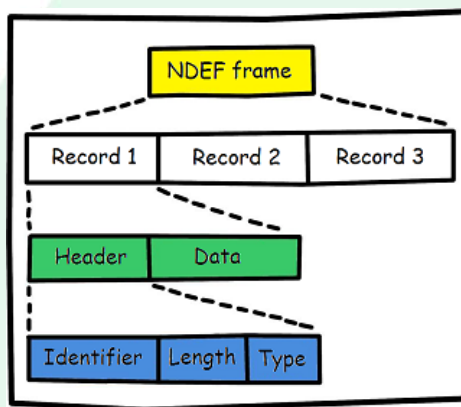 NDEF frame
Record 1 Record 2 Record 3
Header Data
Identifier Length Type